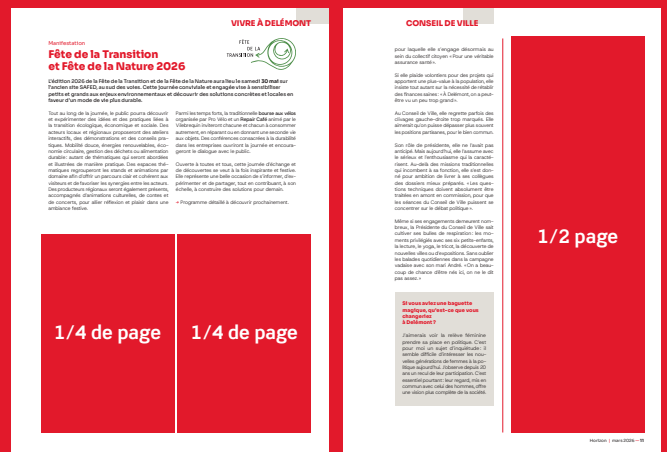 VIVRE À DELÉMONT
Manifestation
Fête de la Transition
et Fête de la Nature 2026
FÊTE
DE LA
TRANSITION
L'édition 2026 de la Fête de la Transition et de la Fête de la Nature aura lieu le samedi 30 mai sur
l'ancien site SAFED, au sud des voies. Cette journée conviviale et engagée vise à sensibiliser
petits et grands aux enjeux environnementaux et découvrir des solutions concrètes et locales en
faveur d'un mode de vie plus durable.
Tout au long de la journée, le public pourra découvrir
et expérimenter des idées et des pratiques liées à
la transition écologique, économique et sociale. Des
acteurs locaux et régionaux proposeront des ateliers
interactifs, des démonstrations et des conseils pra-
tiques. Mobilité douce, énergies renouvelables, éco-
nomie circulaire, gestion des déchets ou alimentation
durable: autant de thématiques qui seront abordées
et illustrées de manière pratique. Des espaces thé-
matiques regrouperont les stands et animations par
domaine afin d'offrir un parcours clair et cohérent aux
visiteurs et de favoriser les synergies entre les acteurs.
Des producteurs régionaux seront également présents,
accompagnés d'animations culturelles, de contes et
de concerts, pour allier réflexion et plaisir dans une
ambiance festive.
Parmi les temps forts, la traditionnelle bourse aux vélos
organisée par Pro Vélo et un Repair Café animé par le
Vilebrequin inviteront chacune et chacun à consommer
autrement, en réparant ou en donnant une seconde vie
aux objets. Des conférences consacrées à la durabilité
dans les entreprises ouvriront la journée et encoura-
geront le dialogue avec le public.
Ouverte à toutes et tous, cette journée d'échange et
de découvertes se veut à la fois inspirante et festive.
Elle représente une belle occasion de s'informer, d'ex-
périmenter et de partager, tout en contribuant, à son
échelle, à construire des solutions pour demain.
➔ Programme détaillé à découvrir prochainement.
1/4 de page
1/4 de page
CONSEIL DE VILLE
pour laquelle elle s'engage désormais au
sein du collectif citoyen « Pour une véritable
assurance santé ».
Si elle plaide volontiers pour des projets qui
apportent une plus-value à la population, elle
insiste tout autant sur la nécessité de rétablir
des finances saines : « À Delémont, on a peut-
être vu un peu trop grand ».
Au Conseil de Ville, elle regrette parfois des
clivages gauche-droite trop marqués. Elle
aimerait qu'on puisse dépasser plus souvent
les positions partisanes, pour le bien commun.
Son rôle de présidente, elle ne l'avait pas
anticipé. Mais aujourd'hui, elle l'assume avec
le sérieux et l'enthousiasme qui la caracté-
risent. Au-delà des missions traditionnelles
qui incombent à sa fonction, elle s'est don-
né pour ambition de livrer à ses collègues
des dossiers mieux préparés. « Les ques-
tions techniques doivent absolument être
traitées en amont en commission, pour que
les séances du Conseil de Ville puissent se
concentrer sur le débat politique ».
Même si ses engagements demeurent nom-
breux, la Présidente du Conseil de Ville sait
cultiver ses bulles de respiration : les mo-
ments privilégiés avec ses six petits-enfants,
la lecture, le yoga, le tricot, la découverte de
nouvelles villes ou d'expositions. Sans oublier
les balades quotidiennes dans la campagne
vadaise avec son mari André. « On a beau-
coup de chance d'être nés ici, on ne le dit
pas assez. »
Si vous aviez une baguette
magique, qu'est-ce que vous
changeriez
à Delémont ?
J'aimerais voir la relève féminine
prendre sa place en politique. C'est
pour moi un sujet d'inquiétude : il
semble difficile d'intéresser les nou-
velles générations de femmes à la po-
litique aujourd'hui. J'observe depuis 20
ans un recul de leur participation. C'est
essentiel pourtant : leur regard, mis en
commun avec celui des hommes, offre
une vision plus complète de la société.
1/2 page
Horizon | mars 2026 — 11